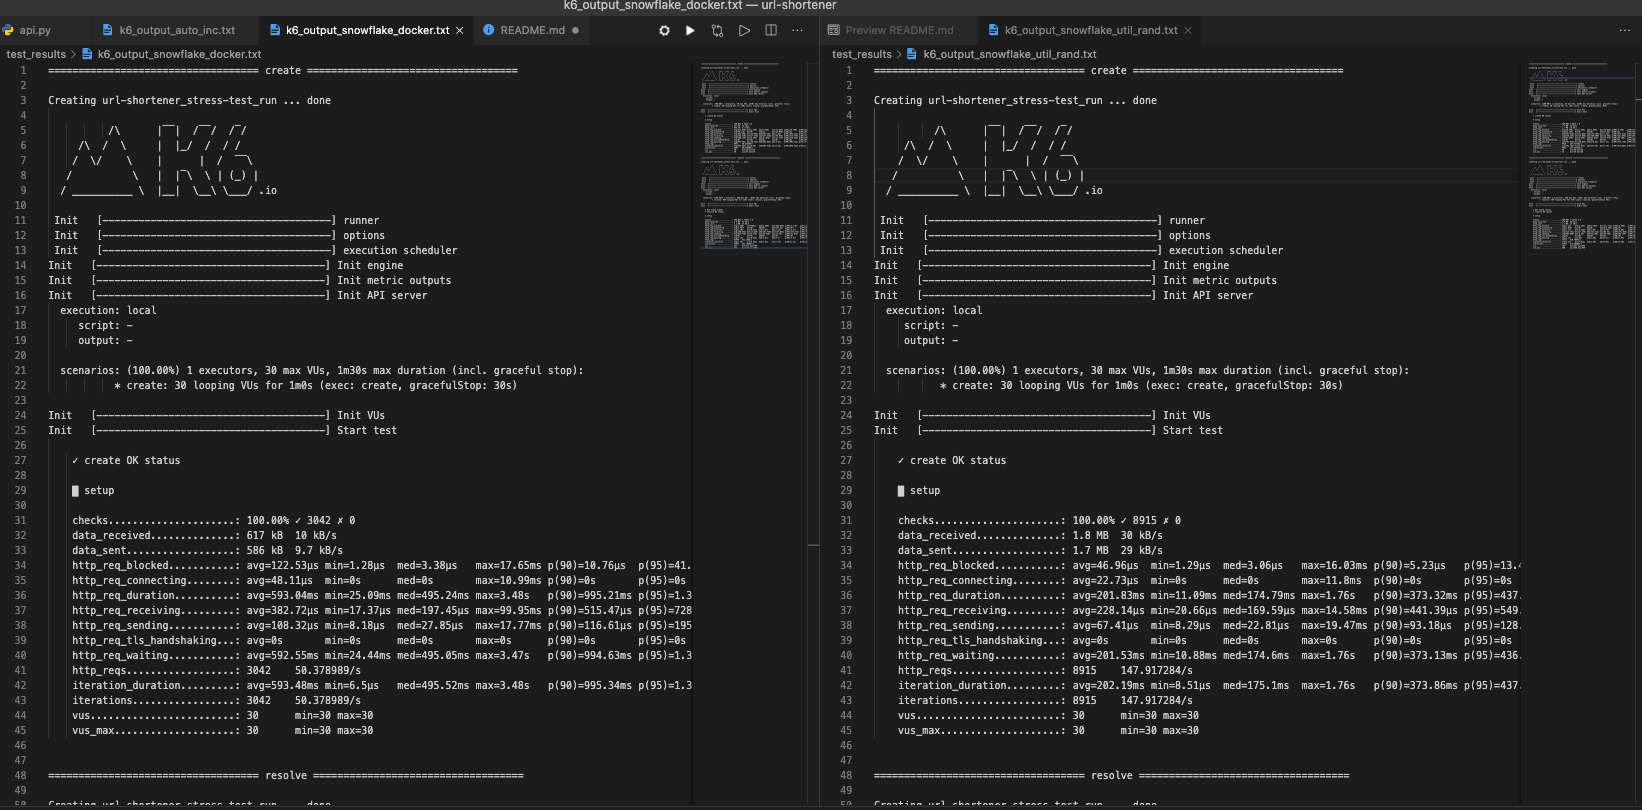 k6_output_snowflake_docker.txt — url-shortener
api.py
k6_output_auto_inc.txt
k6_output_snowflake_docker.txt
README.md
test_results > k6_output_snowflake_docker.txt
1 =================================== create ===================================
2
3 Creating url-shortener_stress-test_run ... done
4
5 /\ |‾‾| /‾‾/ /‾‾/
6 /\ / \ | |_/ / / /
7 / \/ \ | | / ‾‾\
8 / \ | |‾\ \ | (_) |
9 / __________ \ |__| \__\ \___/ .io
10
11 Init [--------------------------------------] runner
12 Init [--------------------------------------] options
13 Init [--------------------------------------] execution scheduler
14 Init [--------------------------------------] Init engine
15 Init [--------------------------------------] Init metric outputs
16 Init [--------------------------------------] Init API server
17 execution: local
18 script: -
19 output: -
20
21 scenarios: (100.00%) 1 executors, 30 max VUs, 1m30s max duration (incl. graceful stop):
22 * create: 30 looping VUs for 1m0s (exec: create, gracefulStop: 30s)
23
24 Init [--------------------------------------] Init VUs
25 Init [--------------------------------------] Start test
26
27 ✓ create OK status
28
29 █ setup
30
31 checks.....................: 100.00% ✓ 3042 ✗ 0
32 data_received..............: 617 kB 10 kB/s
33 data_sent..................: 586 kB 9.7 kB/s
34 http_req_blocked...........: avg=122.53µs min=1.28µs med=3.38µs max=17.65ms p(90)=10.76µs p(95)=41.
35 http_req_connecting........: avg=48.11µs min=0s med=0s max=10.99ms p(90)=0s p(95)=0s
36 http_req_duration..........: avg=593.04ms min=25.09ms med=495.24ms max=3.48s p(90)=995.21ms p(95)=1.3
37 http_req_receiving.........: avg=382.72µs min=17.37µs med=197.45µs max=99.95ms p(90)=515.47µs p(95)=728
38 http_req_sending...........: avg=108.32µs min=8.18µs med=27.85µs max=17.77ms p(90)=116.61µs p(95)=195
39 http_req_tls_handshaking...: avg=0s min=0s med=0s max=0s p(90)=0s p(95)=0s
40 http_req_waiting...........: avg=592.55ms min=24.44ms med=495.05ms max=3.47s p(90)=994.63ms p(95)=1.3
41 http_reqs..................: 3042 50.378989/s
42 iteration_duration.........: avg=593.48ms min=6.5µs med=495.52ms max=3.48s p(90)=995.34ms p(95)=1.3
43 iterations.................: 3042 50.378989/s
44 vus........................: 30 min=30 max=30
45 vus_max....................: 30 min=30 max=30
46
47
48 =================================== resolve ===================================
49
50 Creating url-shortener_stress-test_run ... done
Preview README.md
k6_output_snowflake_util_rand.txt
test_results > k6_output_snowflake_util_rand.txt
1 =================================== create ===================================
2
3 Creating url-shortener_stress-test_run ... done
4
5 /\ |‾‾| /‾‾/ /‾‾/
6 /\ / \ | |_/ / / /
7 / \/ \ | | / ‾‾\
8 / \ | |‾\ \ | (_) |
9 / __________ \ |__| \__\ \___/ .io
10
11 Init [--------------------------------------] runner
12 Init [--------------------------------------] options
13 Init [--------------------------------------] execution scheduler
14 Init [--------------------------------------] Init engine
15 Init [--------------------------------------] Init metric outputs
16 Init [--------------------------------------] Init API server
17 execution: local
18 script: -
19 output: -
20
21 scenarios: (100.00%) 1 executors, 30 max VUs, 1m30s max duration (incl. graceful stop):
22 * create: 30 looping VUs for 1m0s (exec: create, gracefulStop: 30s)
23
24 Init [--------------------------------------] Init VUs
25 Init [--------------------------------------] Start test
26
27 ✓ create OK status
28
29 █ setup
30
31 checks.....................: 100.00% ✓ 8915 ✗ 0
32 data_received..............: 1.8 MB 30 kB/s
33 data_sent..................: 1.7 MB 29 kB/s
34 http_req_blocked...........: avg=46.96µs min=1.29µs med=3.06µs max=16.03ms p(90)=5.23µs p(95)=13.4
35 http_req_connecting........: avg=22.73µs min=0s med=0s max=11.8ms p(90)=0s p(95)=0s
36 http_req_duration..........: avg=201.83ms min=11.09ms med=174.79ms max=1.76s p(90)=373.32ms p(95)=437.
37 http_req_receiving.........: avg=228.14µs min=20.66µs med=169.59µs max=14.58ms p(90)=441.39µs p(95)=549.
38 http_req_sending...........: avg=67.41µs min=8.29µs med=22.81µs max=19.47ms p(90)=93.18µs p(95)=128.
39 http_req_tls_handshaking...: avg=0s min=0s med=0s max=0s p(90)=0s p(95)=0s
40 http_req_waiting...........: avg=201.53ms min=10.88ms med=174.6ms max=1.76s p(90)=373.13ms p(95)=436.
41 http_reqs..................: 8915 147.917284/s
42 iteration_duration.........: avg=202.19ms min=8.51µs med=175.1ms max=1.76s p(90)=373.86ms p(95)=437.
43 iterations.................: 8915 147.917284/s
44 vus........................: 30 min=30 max=30
45 vus_max....................: 30 min=30 max=30
46
47
48 =================================== resolve ===================================
49
50 Creating url-shortener_stress-test_run ... done